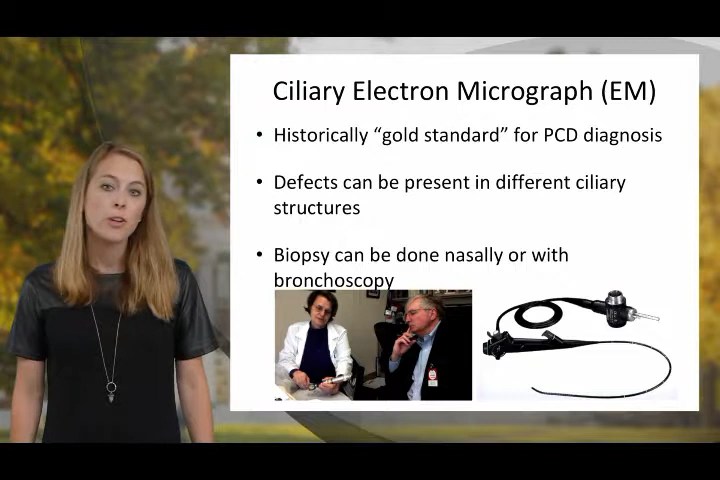 Ciliary Electron Micrograph (EM)
• Historically “gold standard” for PCD diagnosis
• Defects can be present in different ciliary
structures
• Biopsy can be done nasally or with
bronchoscopy